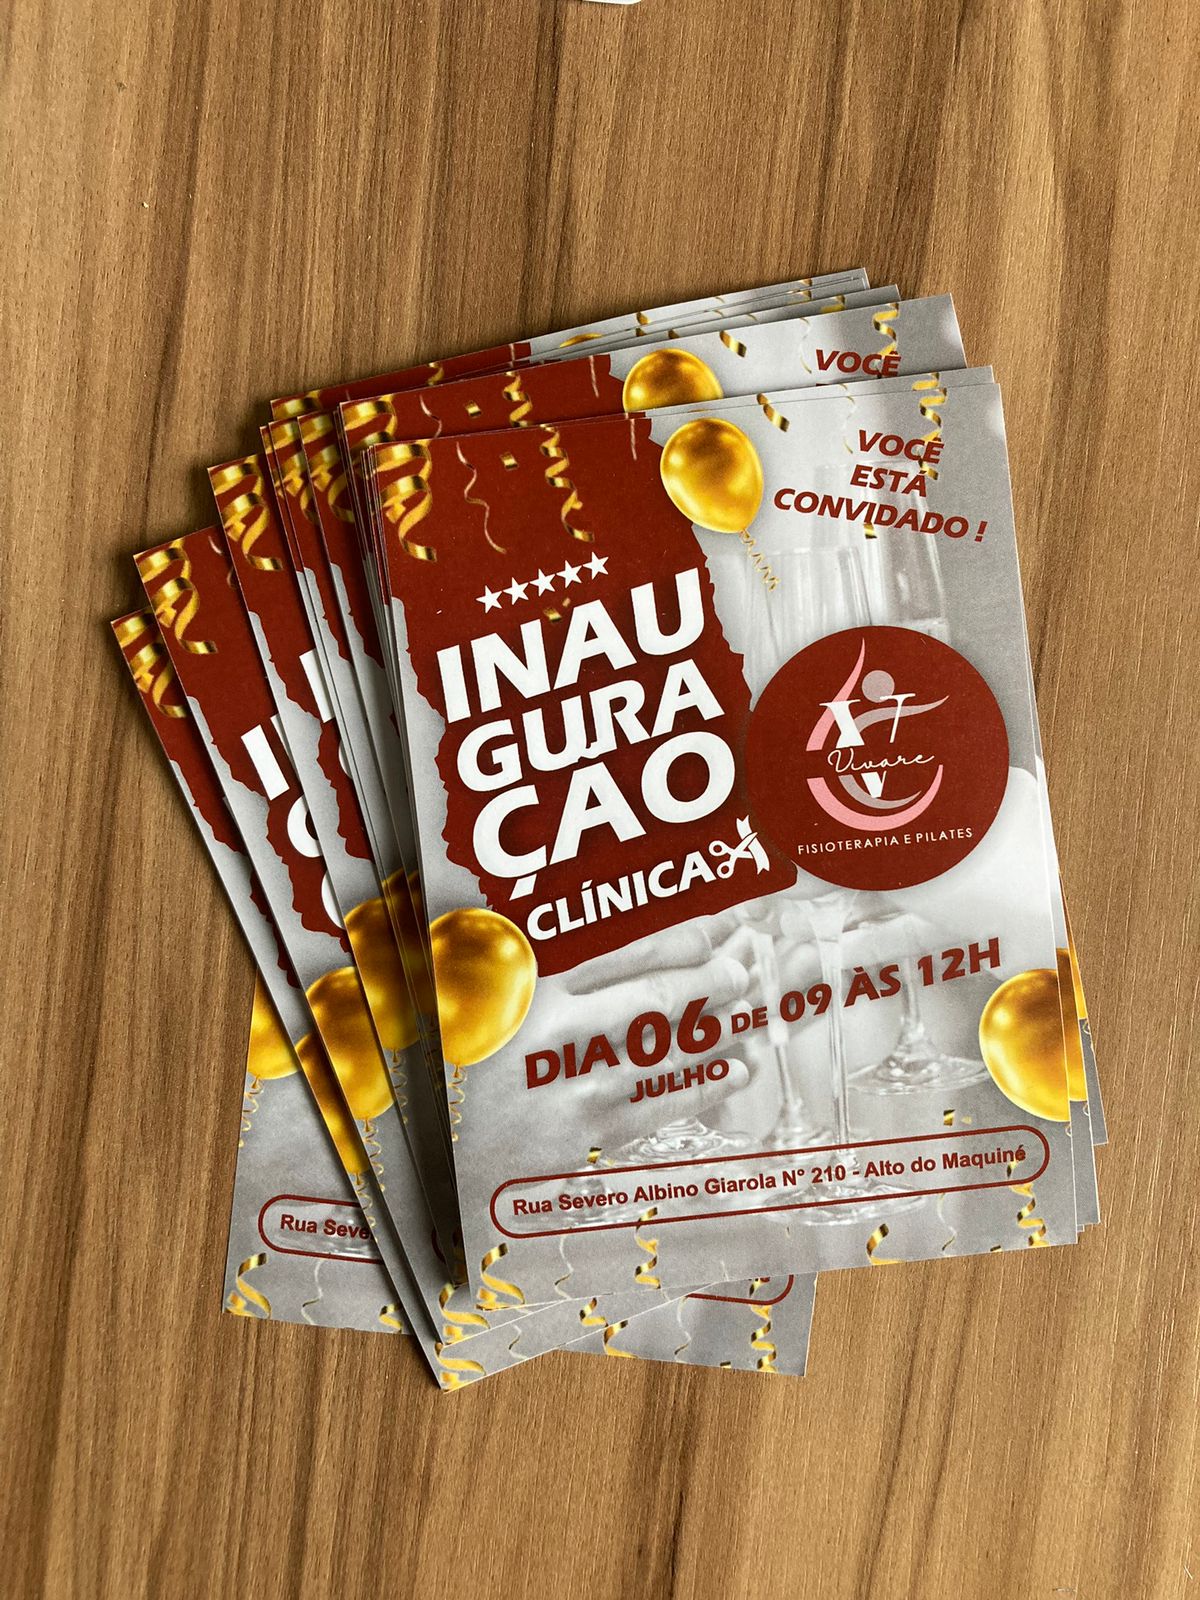 VOCÊ
VOCÊ
ESTÁ
CONVIDADO !
INAU
GURA
ÇÃO
CLÍNICA
Vivare
FISIOTERAPIA E PILATES
DIA 06 DE 09 ÀS 12H
JULHO
Rua Severo Albino Giarola N° 210 - Alto do Maquiné
Rua Seve